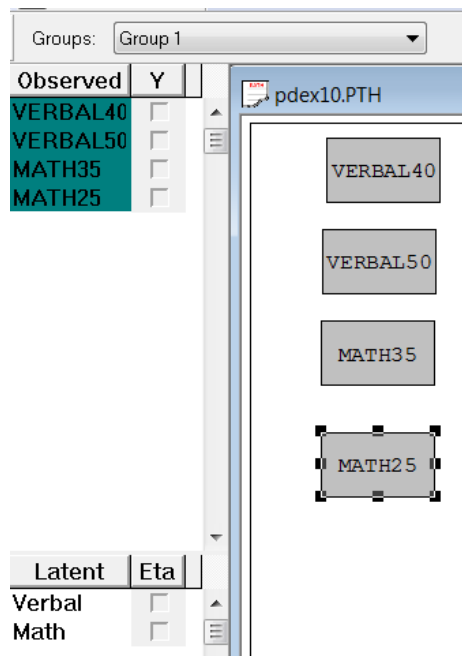 Groups: Group 1
Observed Y
VERBAL40
VERBAL50
MATH35
MATH25
Latent Eta
Verbal
Math
pdex10.PTH
VERBAL40
VERBAL50
MATH35
MATH25